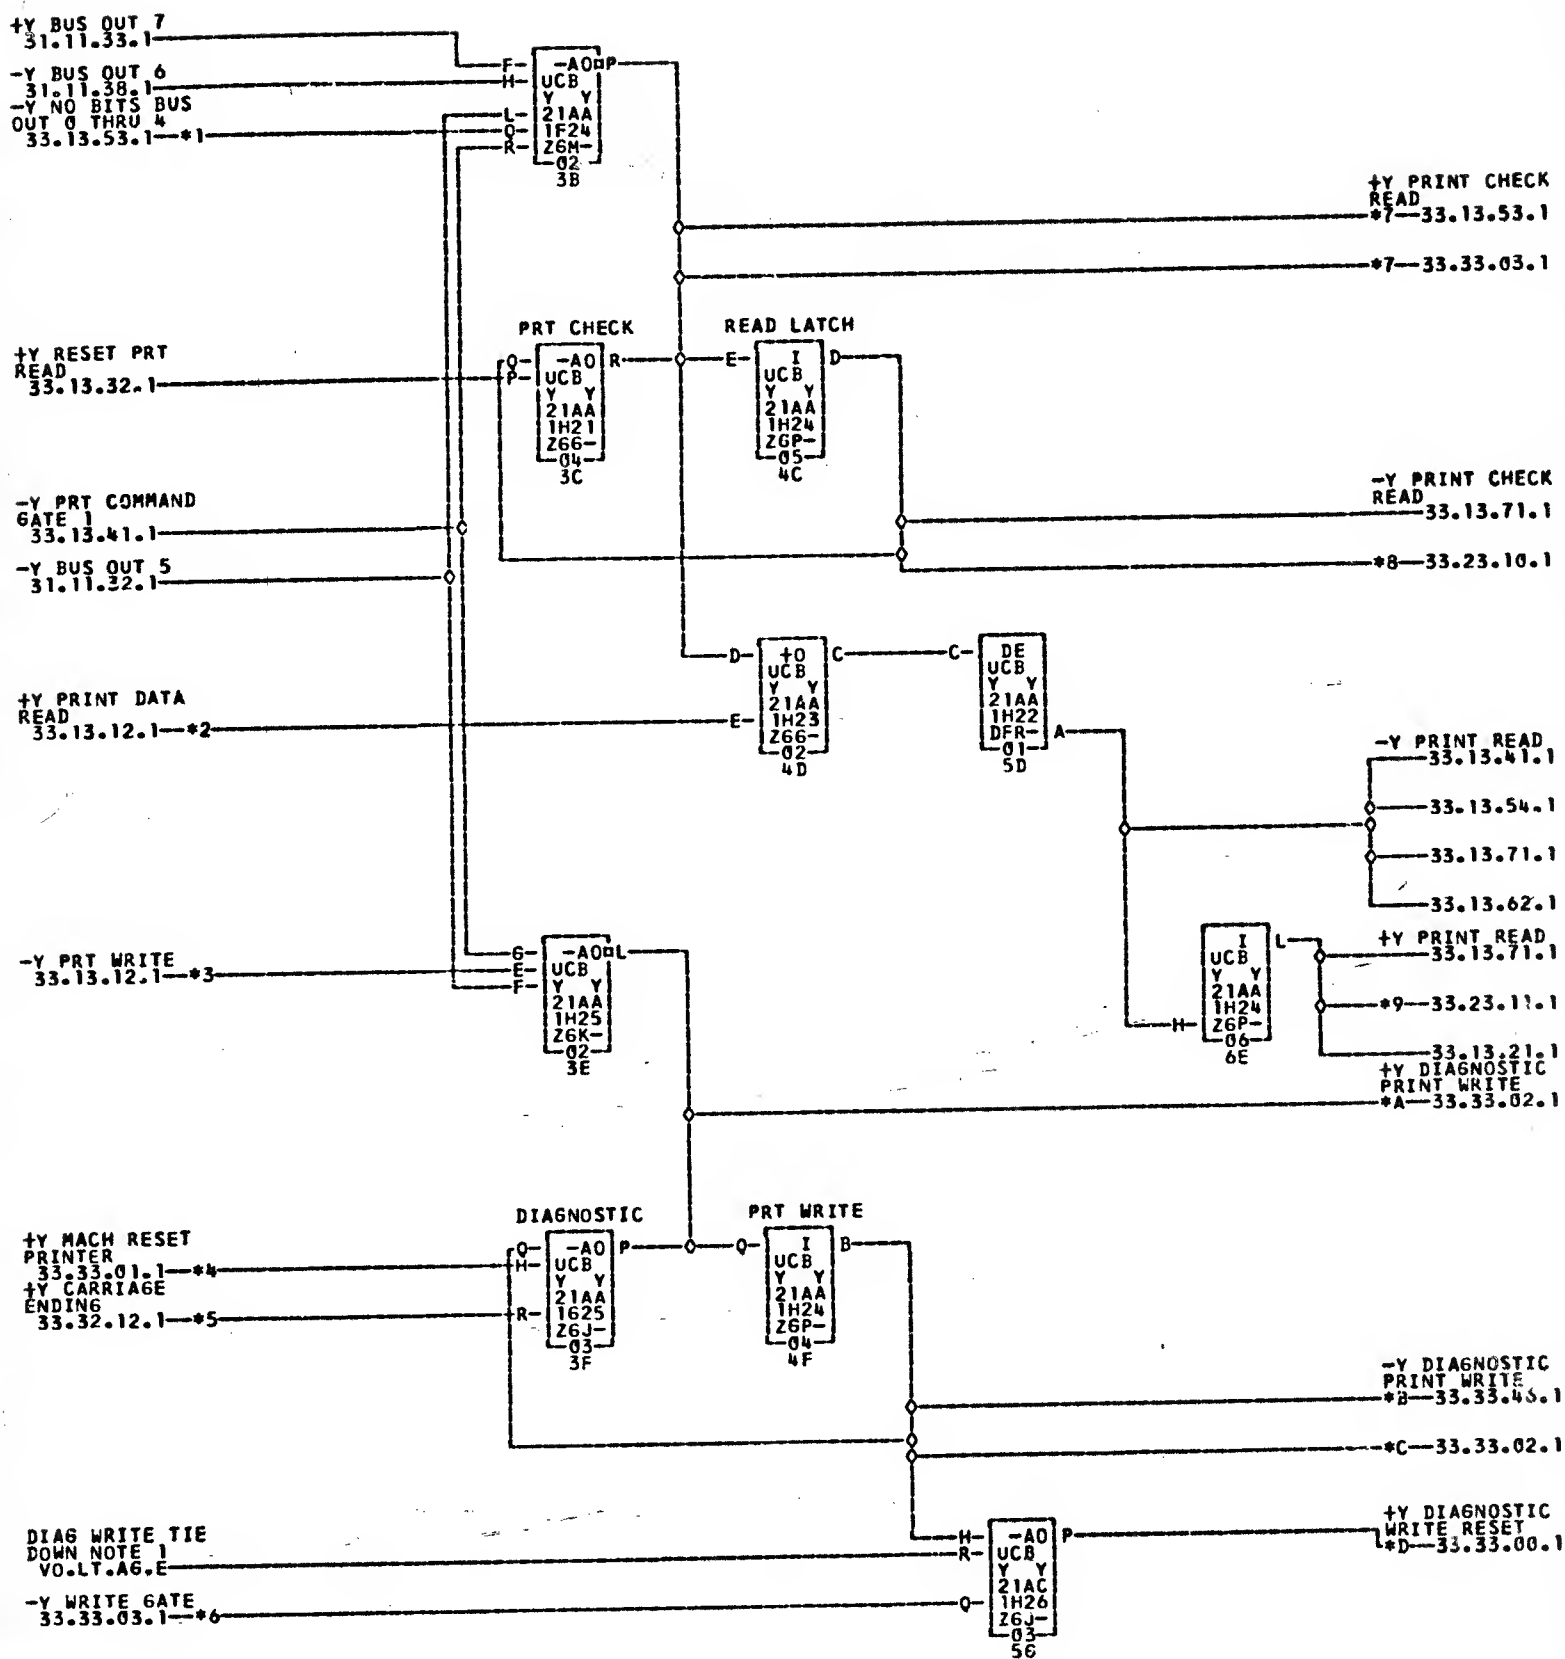 +Y BUS OUT 7
31.11.33.1
-Y BUS OUT 6
31.11.38.1
-Y NO BITS BUS
OUT 0 THRU 4
33.13.53.1—*1
F- -AO P
H- UCB
Y Y
L- 21AA
Q- 1F24
R- Z6M-
02
3B
+Y PRINT CHECK
READ
*7—33.13.53.1
*7—33.33.03.1
PRT CHECK
READ LATCH
+Y RESET PRT
READ
33.13.32.1
Q- -AO R
P- UCB
Y Y
21AA
1H21
Z66-
04
3C
E- I D
UCB
Y Y
21AA
1H24
Z6P-
05
4C
-Y PRT COMMAND
GATE 1
33.13.41.1
-Y BUS OUT 5
31.11.32.1
-Y PRINT CHECK
READ
33.13.71.1
*8—33.23.10.1
+Y PRINT DATA
READ
33.13.12.1—*2
D- +O C
UCB
Y Y
21AA
E- 1H23
Z66-
02
4D
C- DE
UCB
Y Y
21AA
1H22
DFR- A
01
5D
-Y PRINT READ
33.13.41.1
33.13.54.1
33.13.71.1
33.13.62.1
+Y PRINT READ
33.13.71.1
*9—33.23.11.1
33.13.21.1
I L
UCB
Y Y
21AA
1H24
H- Z6P-
06
6E
-Y PRT WRITE
33.13.12.1—*3
G- -AO L
E- UCB
F- Y Y
21AA
1H25
Z6K-
02
3E
+Y DIAGNOSTIC
PRINT WRITE
*A—33.33.02.1
DIAGNOSTIC
PRT WRITE
+Y MACH RESET
PRINTER
33.33.01.1—*4
+Y CARRIAGE
ENDING
33.32.12.1—*5
Q- -AO P
H- UCB
Y Y
21AA
R- 1G25
Z6J-
03
3F
Q- I B
UCB
Y Y
21AA
1H24
Z6P-
04
4F
-Y DIAGNOSTIC
PRINT WRITE
*B—33.33.46.1
*C—33.33.02.1
DIAG WRITE TIE
DOWN NOTE 1
VO.LT.AG.E
-Y WRITE GATE
33.33.03.1—*6
H- -AO P
R- UCB
Y Y
21AC
Q- 1H26
Z6J-
03
5G
+Y DIAGNOSTIC
WRITE RESET
*D—33.33.00.1